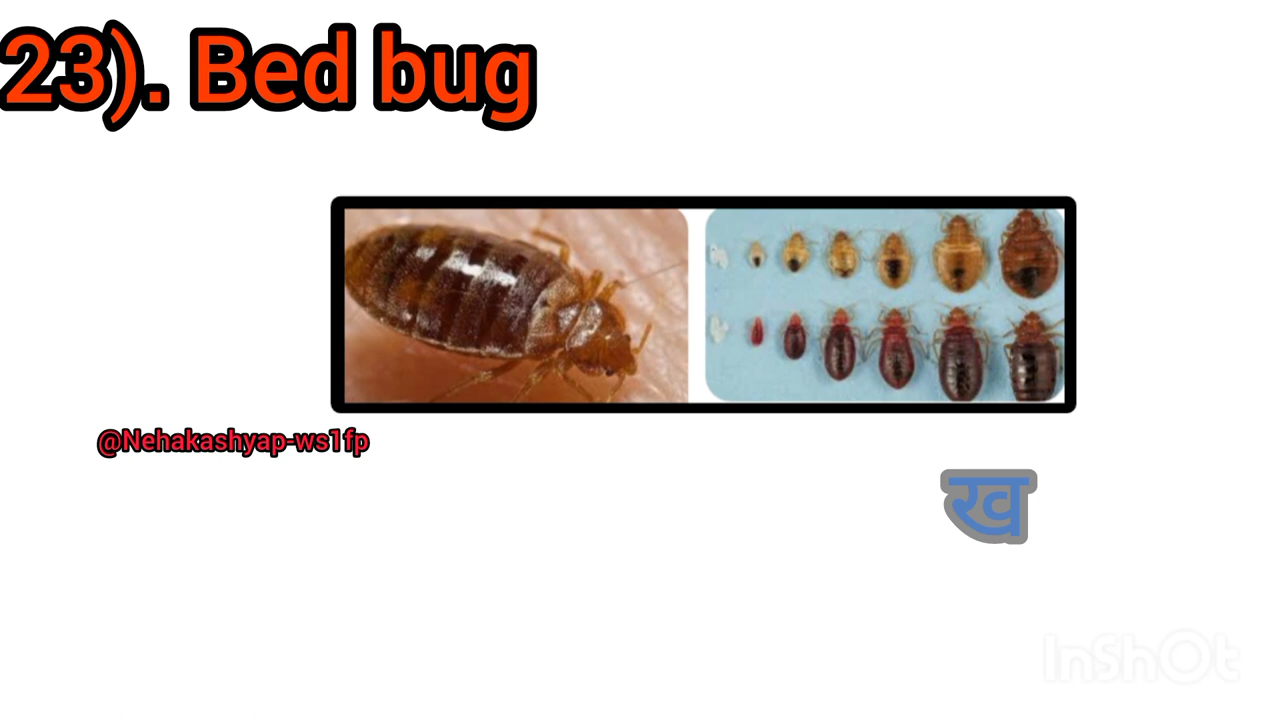 23). Bed bug
@Nehakashyap-ws1fp
ख
InShOt